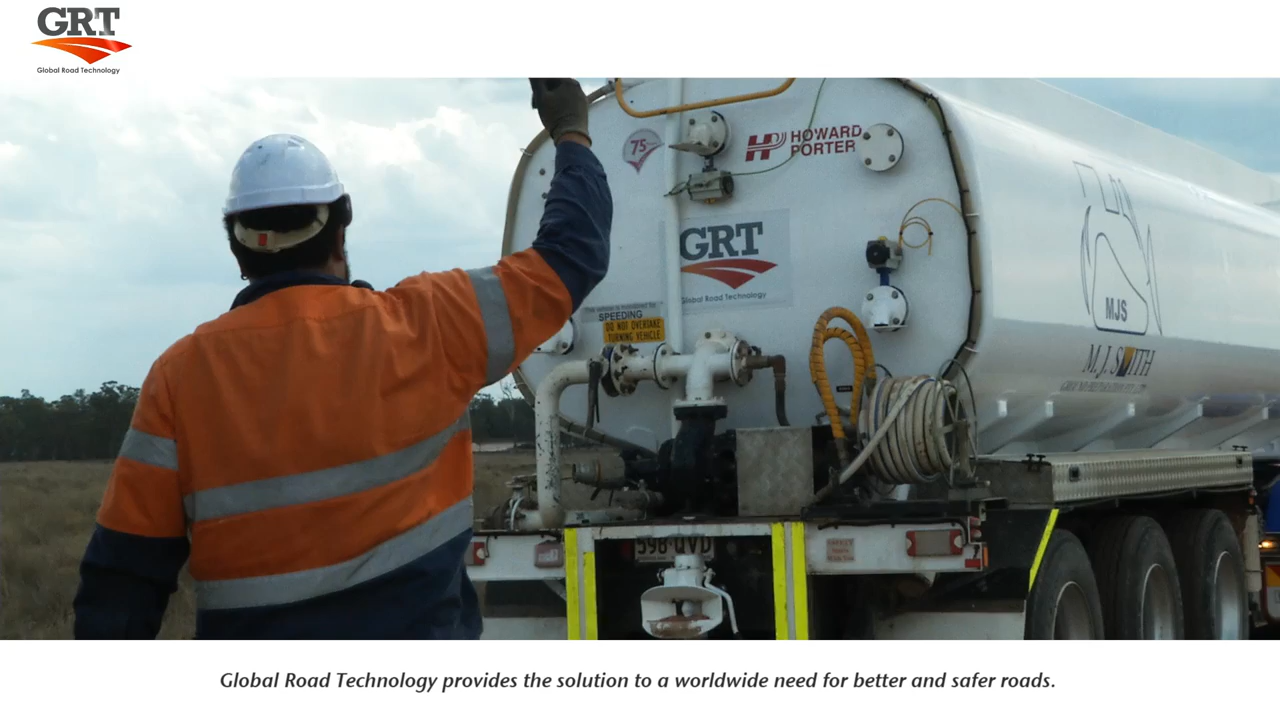 GRT
Global Road Technology
75
HOWARD
PORTER
GRT
Global Road Technology
SPEEDING
DO NOT OVERTAKE
TURNING VEHICLE
MJS
M.J. SMITH
598 QVD
Global Road Technology provides the solution to a worldwide need for better and safer roads.